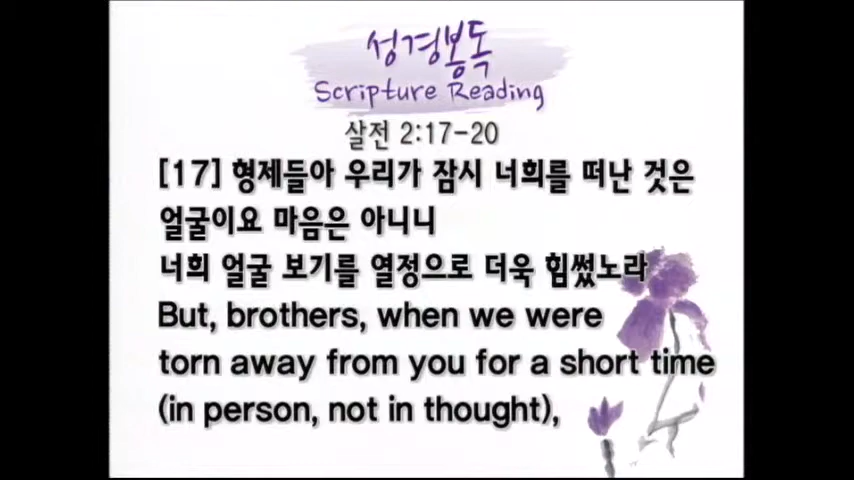 성경봉독
Scripture Reading
살전 2:17-20
[17] 형제들아 우리가 잠시 너희를 떠난 것은
얼굴이요 마음은 아니니
너희 얼굴 보기를 열정으로 더욱 힘썼노라
But, brothers, when we were
torn away from you for a short time
(in person, not in thought),